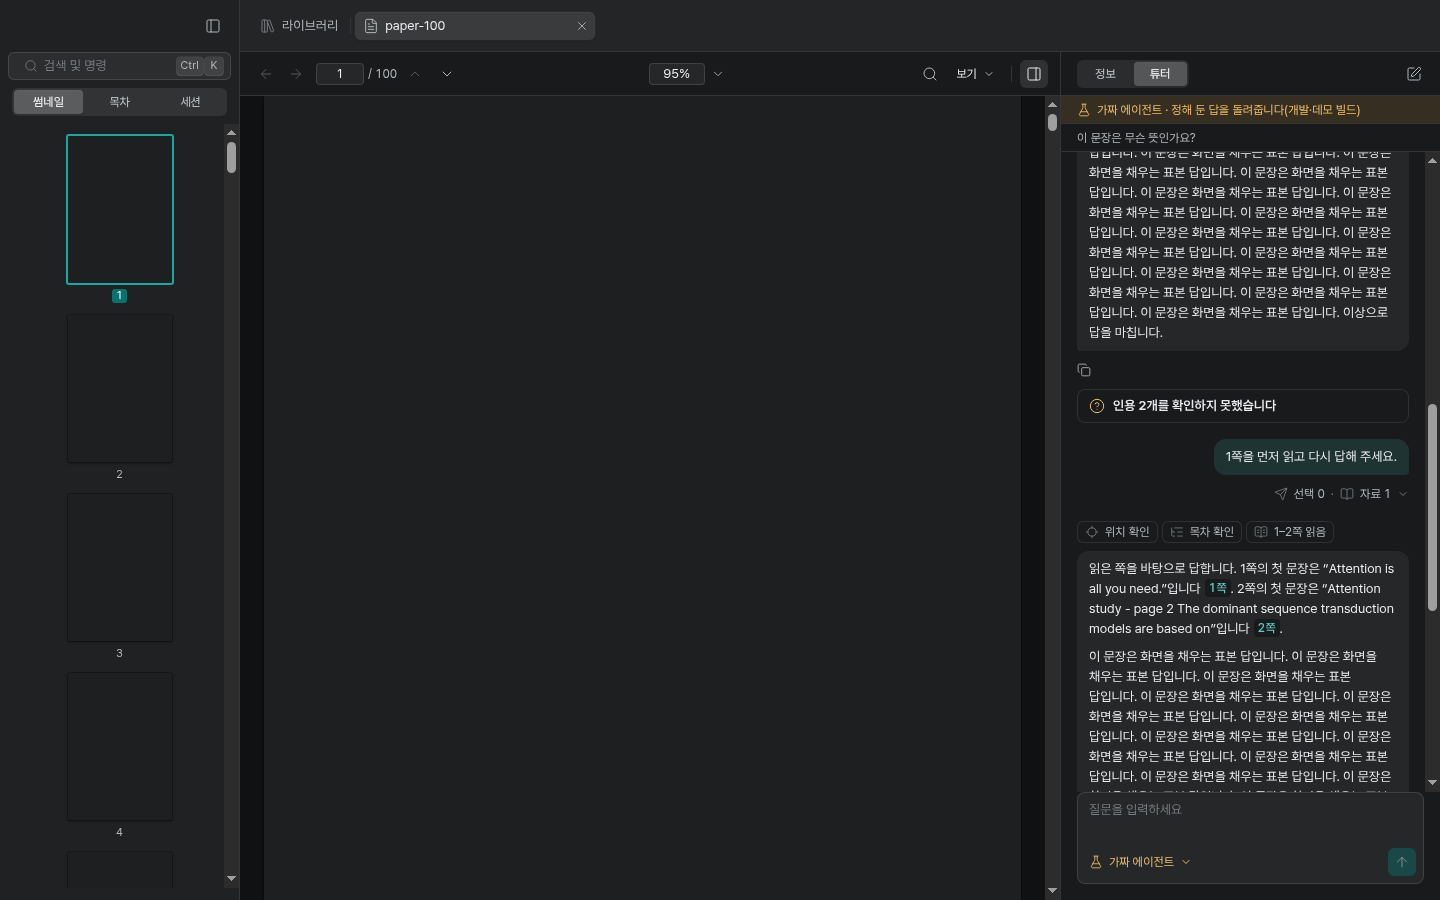 라이브러리
paper-100
검색 및 명령
Ctrl K
썸네일 목차 세션
1
2
3
4
1 / 100
95%
보기
정보 튜터
가짜 에이전트 · 정해 둔 답을 돌려줍니다(개발·데모 빌드)
이 문장은 무슨 뜻인가요?
답입니다. 이 문장은 화면을 채우는 표본 답입니다. 이 문장은
화면을 채우는 표본 답입니다. 이 문장은 화면을 채우는 표본
답입니다. 이 문장은 화면을 채우는 표본 답입니다. 이 문장은
화면을 채우는 표본 답입니다. 이 문장은 화면을 채우는 표본
답입니다. 이 문장은 화면을 채우는 표본 답입니다. 이 문장은
화면을 채우는 표본 답입니다. 이 문장은 화면을 채우는 표본
답입니다. 이 문장은 화면을 채우는 표본 답입니다. 이 문장은
화면을 채우는 표본 답입니다. 이 문장은 화면을 채우는 표본
답입니다. 이 문장은 화면을 채우는 표본 답입니다. 이상으로
답을 마칩니다.
인용 2개를 확인하지 못했습니다
1쪽을 먼저 읽고 다시 답해 주세요.
선택 0 · 자료 1
위치 확인 목차 확인 1–2쪽 읽음
읽은 쪽을 바탕으로 답합니다. 1쪽의 첫 문장은 “Attention is
all you need.”입니다 1쪽. 2쪽의 첫 문장은 “Attention
study - page 2 The dominant sequence transduction
models are based on”입니다 2쪽.
이 문장은 화면을 채우는 표본 답입니다. 이 문장은 화면을
채우는 표본 답입니다. 이 문장은 화면을 채우는 표본
답입니다. 이 문장은 화면을 채우는 표본 답입니다. 이 문장은
화면을 채우는 표본 답입니다. 이 문장은 화면을 채우는 표본
답입니다. 이 문장은 화면을 채우는 표본 답입니다. 이 문장은
화면을 채우는 표본 답입니다. 이 문장은 화면을 채우는 표본
답입니다. 이 문장은 화면을 채우는 표본 답입니다. 이 문장은
질문을 입력하세요
가짜 에이전트